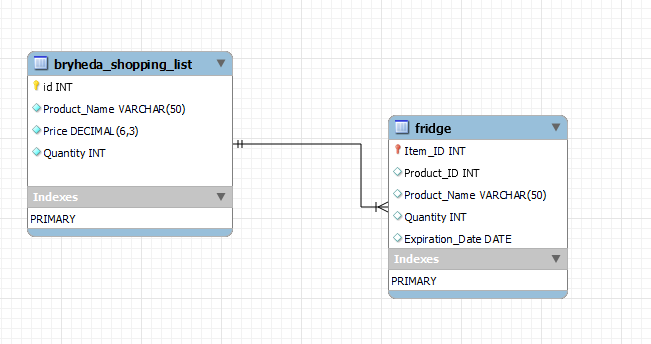 bryheda_shopping_list
id INT
Product_Name VARCHAR(50)
Price DECIMAL(6,3)
Quantity INT
Indexes
PRIMARY
fridge
Item_ID INT
Product_ID INT
Product_Name VARCHAR(50)
Quantity INT
Expiration_Date DATE
Indexes
PRIMARY